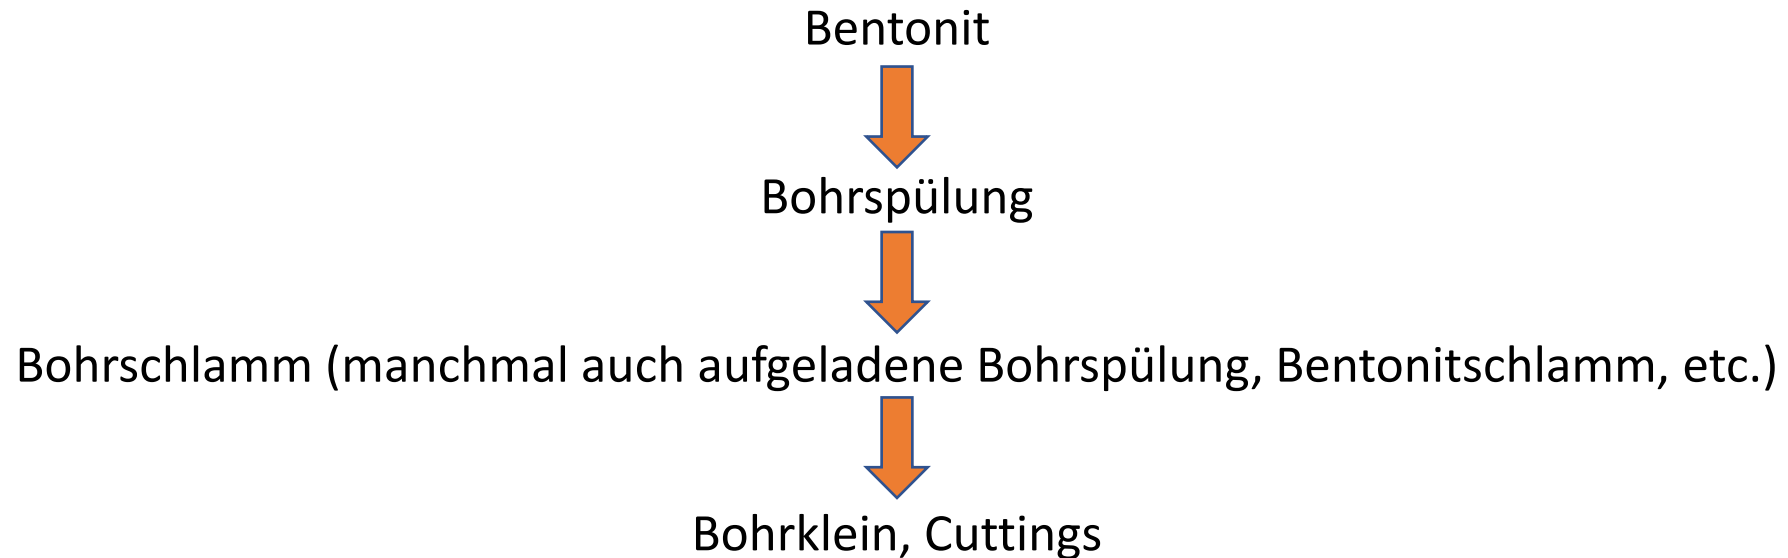 Bentonit
Bohrspülung
Bohrschlamm (manchmal auch aufgeladene Bohrspülung, Bentonitschlamm, etc.)
Bohrklein, Cuttings